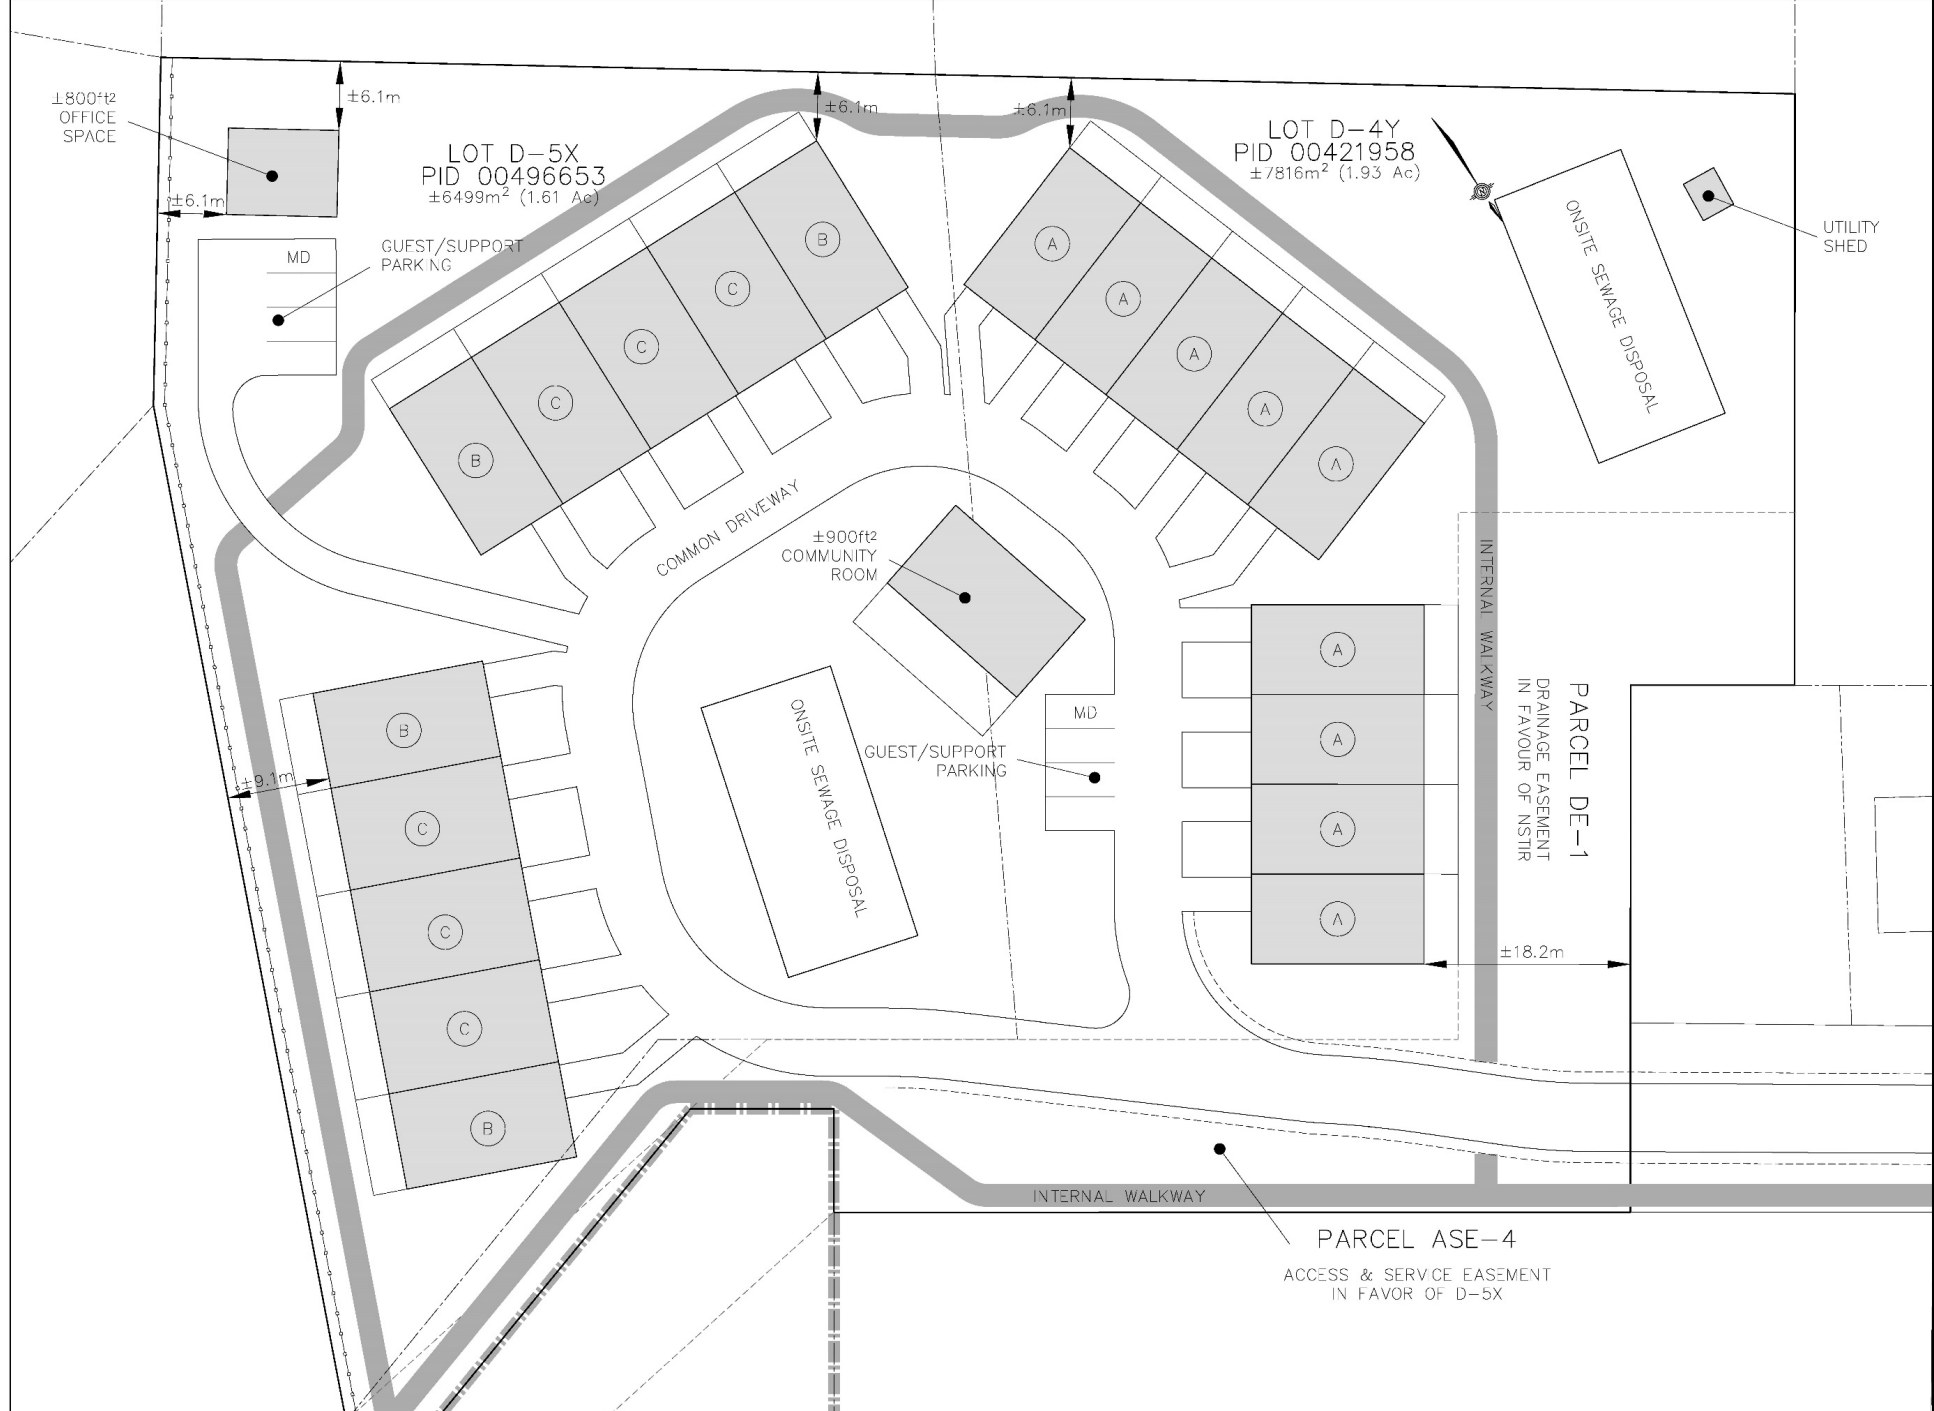 ±800ft²
OFFICE
SPACE
±6.1m
±6.1m
±6.1m
±6.1m
LOT D-5X
PID 00496653
±6499m² (1.61 Ac)
LOT D-4Y
PID 00421958
±7816m² (1.93 Ac)
N
ONSITE SEWAGE DISPOSAL
UTILITY
SHED
GUEST/SUPPORT
PARKING
MD
B
C
C
C
B
A
A
A
A
A
COMMON DRIVEWAY
±900ft²
COMMUNITY
ROOM
INTERNAL WALKWAY
A
A
A
A
PARCEL DE-1
DRAINAGE EASEMENT
IN FAVOUR OF NSTIR
ONSITE SEWAGE DISPOSAL
MD
GUEST/SUPPORT
PARKING
±9.1m
B
C
C
C
B
±18.2m
INTERNAL WALKWAY
PARCEL ASE-4
ACCESS & SERVICE EASEMENT
IN FAVOR OF D-5X